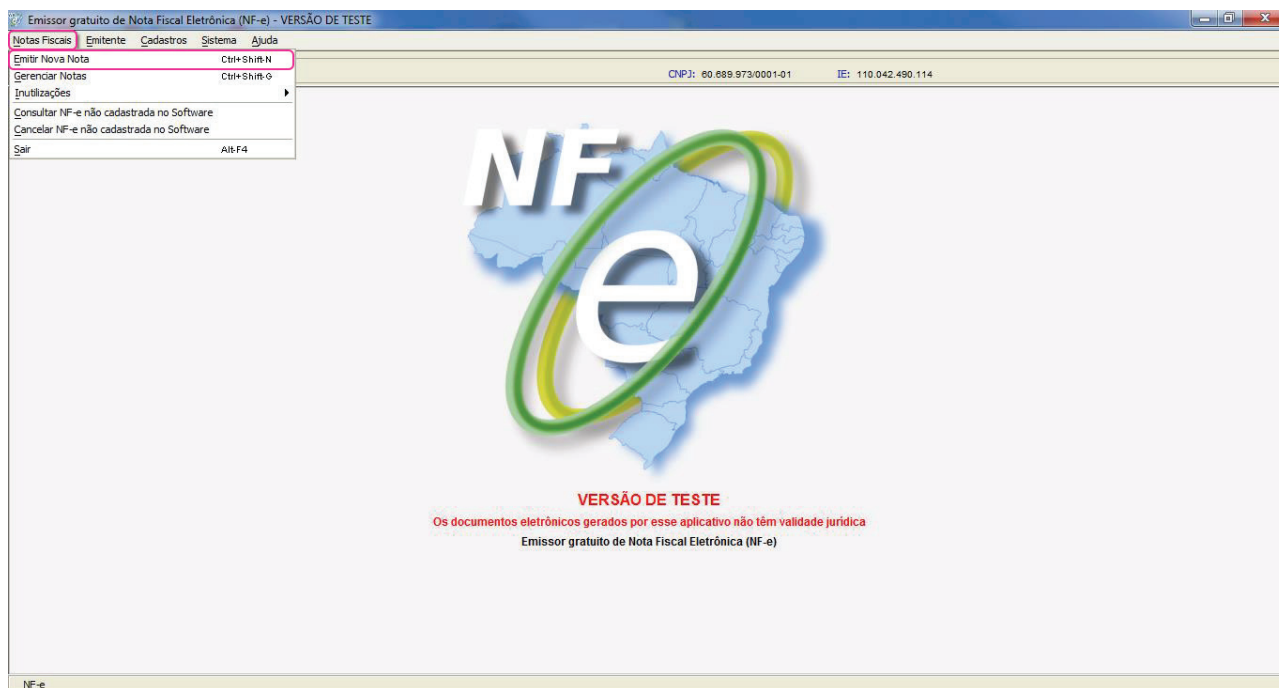 Emissor gratuito de Nota Fiscal Eletrônica (NF-e) - VERSÃO DE TESTE
Notas Fiscais Emitente Cadastros Sistema Ajuda
Emitir Nova Nota Ctrl+Shift-N
Gerenciar Notas Ctrl+Shift-G
CNPJ: 60.689.973/0001-01 IE: 110.042.490.114
Inutilizações
Consultar NF-e não cadastrada no Software
Cancelar NF-e não cadastrada no Software
Sair Alt-F4
NF
e
VERSÃO DE TESTE
Os documentos eletrônicos gerados por esse aplicativo não têm validade jurídica
Emissor gratuito de Nota Fiscal Eletrônica (NF-e)
NF-e